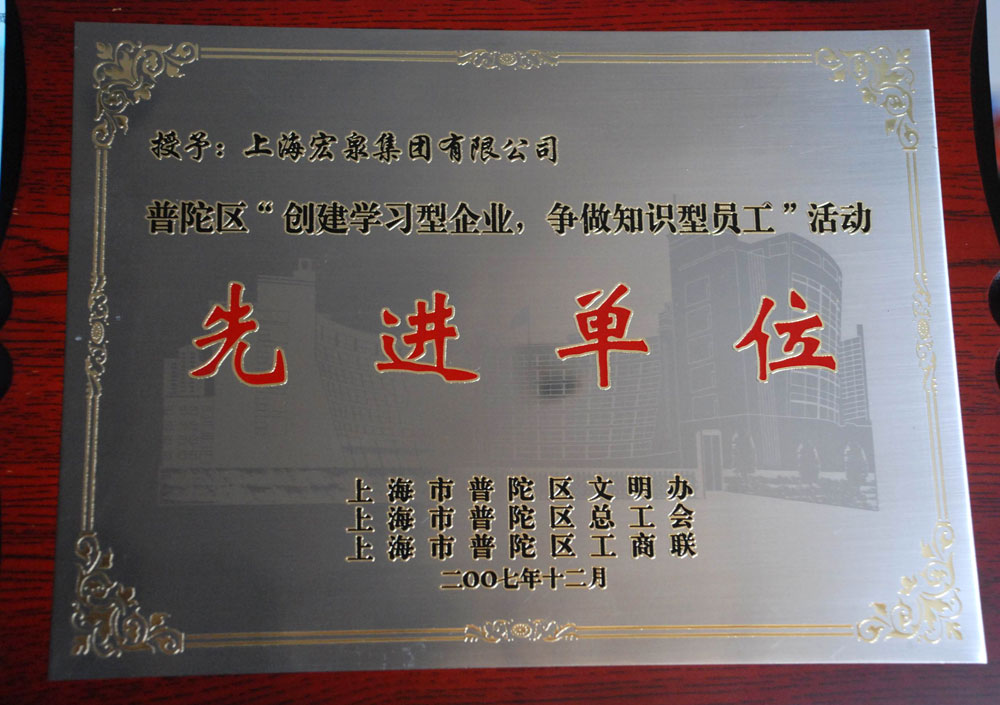 授予：上海宏泉集团有限公司
普陀区“创建学习型企业，争做知识型员工”活动
先进单位
上海市普陀区文明办
上海市普陀区总工会
上海市普陀区工商联
二〇〇七年十二月